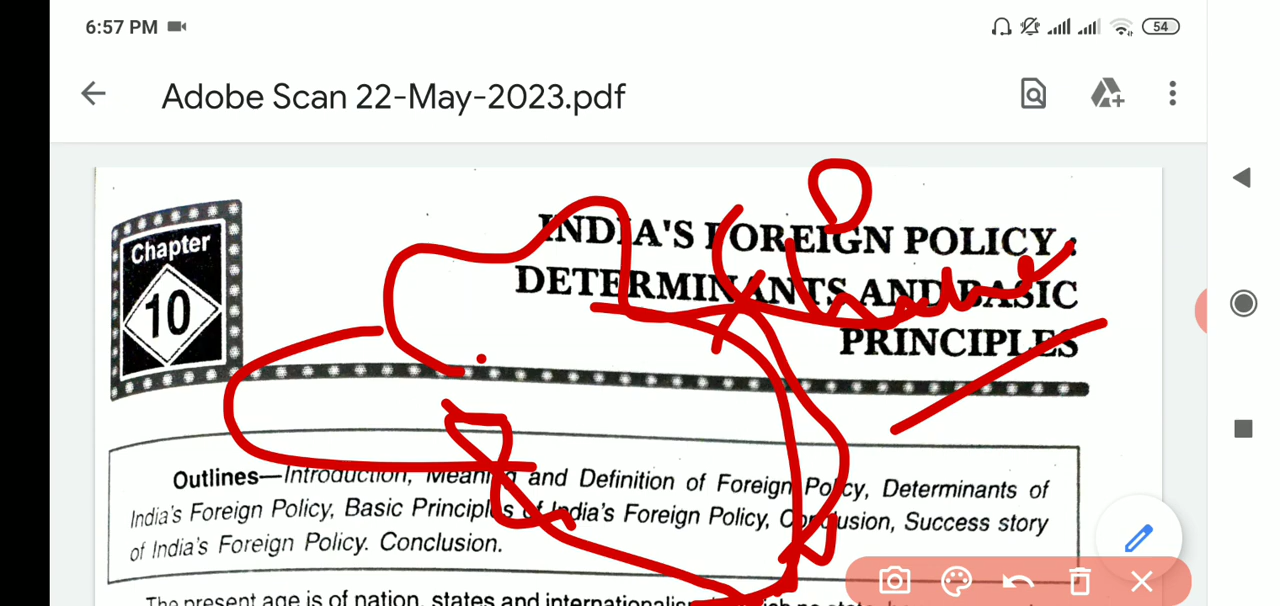 6:57 PM
54
Adobe Scan 22-May-2023.pdf
Chapter
10
INDIA'S FOREIGN POLICY :
DETERMINANTS AND BASIC
PRINCIPLES
Outlines—Introduction, Meaning and Definition of Foreign Policy, Determinants of
India's Foreign Policy, Basic Principles of India's Foreign Policy, Conclusion, Success story
of India's Foreign Policy. Conclusion.
The present age is of nation, states and